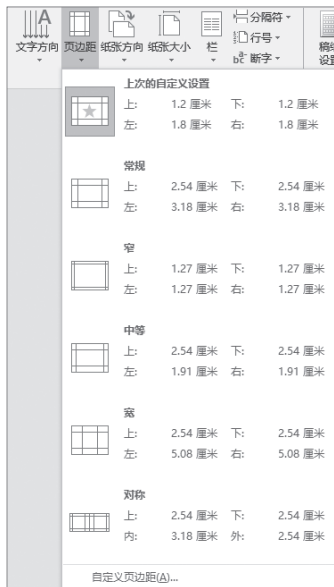 文字方向 页边距 纸张方向 纸张大小 栏
分隔符
行号
断字
上次的自定义设置
上: 1.2 厘米 下: 1.2 厘米
左: 1.8 厘米 右: 1.8 厘米
常规
上: 2.54 厘米 下: 2.54 厘米
左: 3.18 厘米 右: 3.18 厘米
窄
上: 1.27 厘米 下: 1.27 厘米
左: 1.27 厘米 右: 1.27 厘米
中等
上: 2.54 厘米 下: 2.54 厘米
左: 1.91 厘米 右: 1.91 厘米
宽
上: 2.54 厘米 下: 2.54 厘米
左: 5.08 厘米 右: 5.08 厘米
对称
上: 2.54 厘米 下: 2.54 厘米
内: 3.18 厘米 外: 2.54 厘米
自定义页边距(A)...